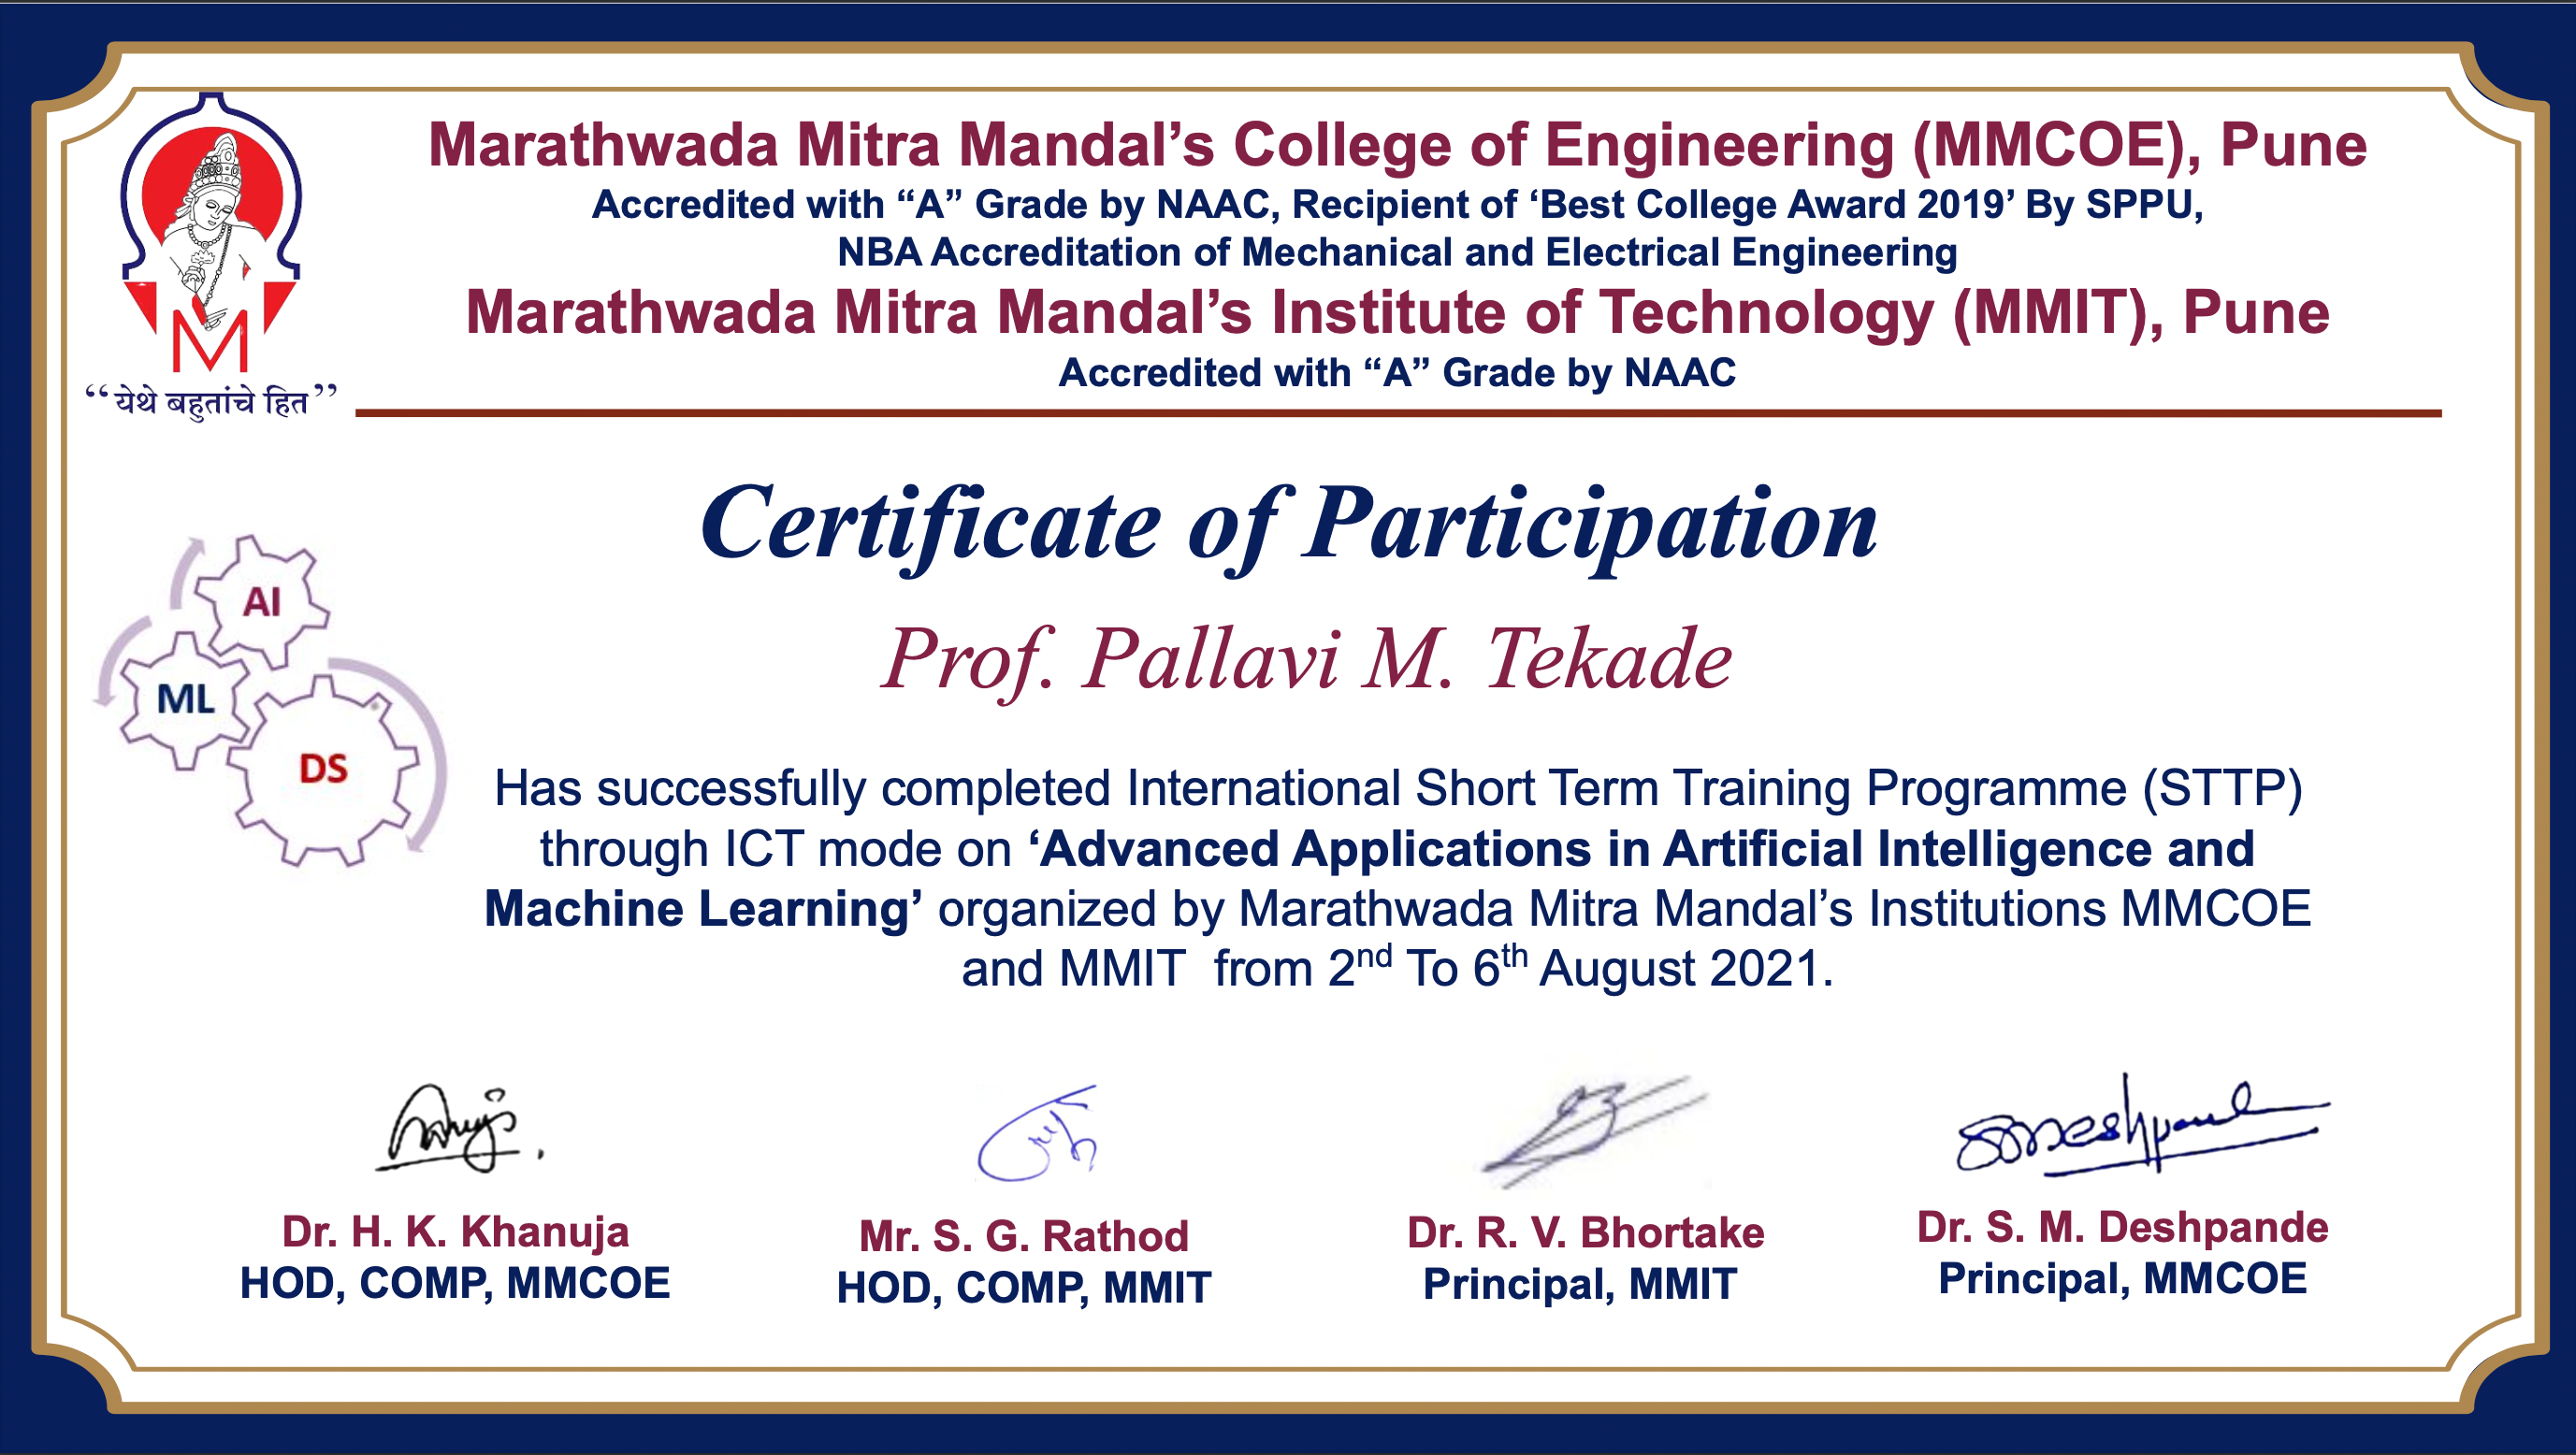 Marathwada Mitra Mandal’s College of Engineering (MMCOE), Pune
Accredited with “A” Grade by NAAC, Recipient of ‘Best College Award 2019’ By SPPU,
NBA Accreditation of Mechanical and Electrical Engineering
Marathwada Mitra Mandal’s Institute of Technology (MMIT), Pune
Accredited with “A” Grade by NAAC
M
“येथे बहुतांचे हित”
Certificate of Participation
Prof. Pallavi M. Tekade
AI
ML
DS
Has successfully completed International Short Term Training Programme (STTP)
through ICT mode on ‘Advanced Applications in Artificial Intelligence and
Machine Learning’ organized by Marathwada Mitra Mandal’s Institutions MMCOE
and MMIT from 2nd To 6th August 2021.
SMDeshpande
Dr. H. K. Khanuja
HOD, COMP, MMCOE
Mr. S. G. Rathod
HOD, COMP, MMIT
Dr. R. V. Bhortake
Principal, MMIT
Dr. S. M. Deshpande
Principal, MMCOE